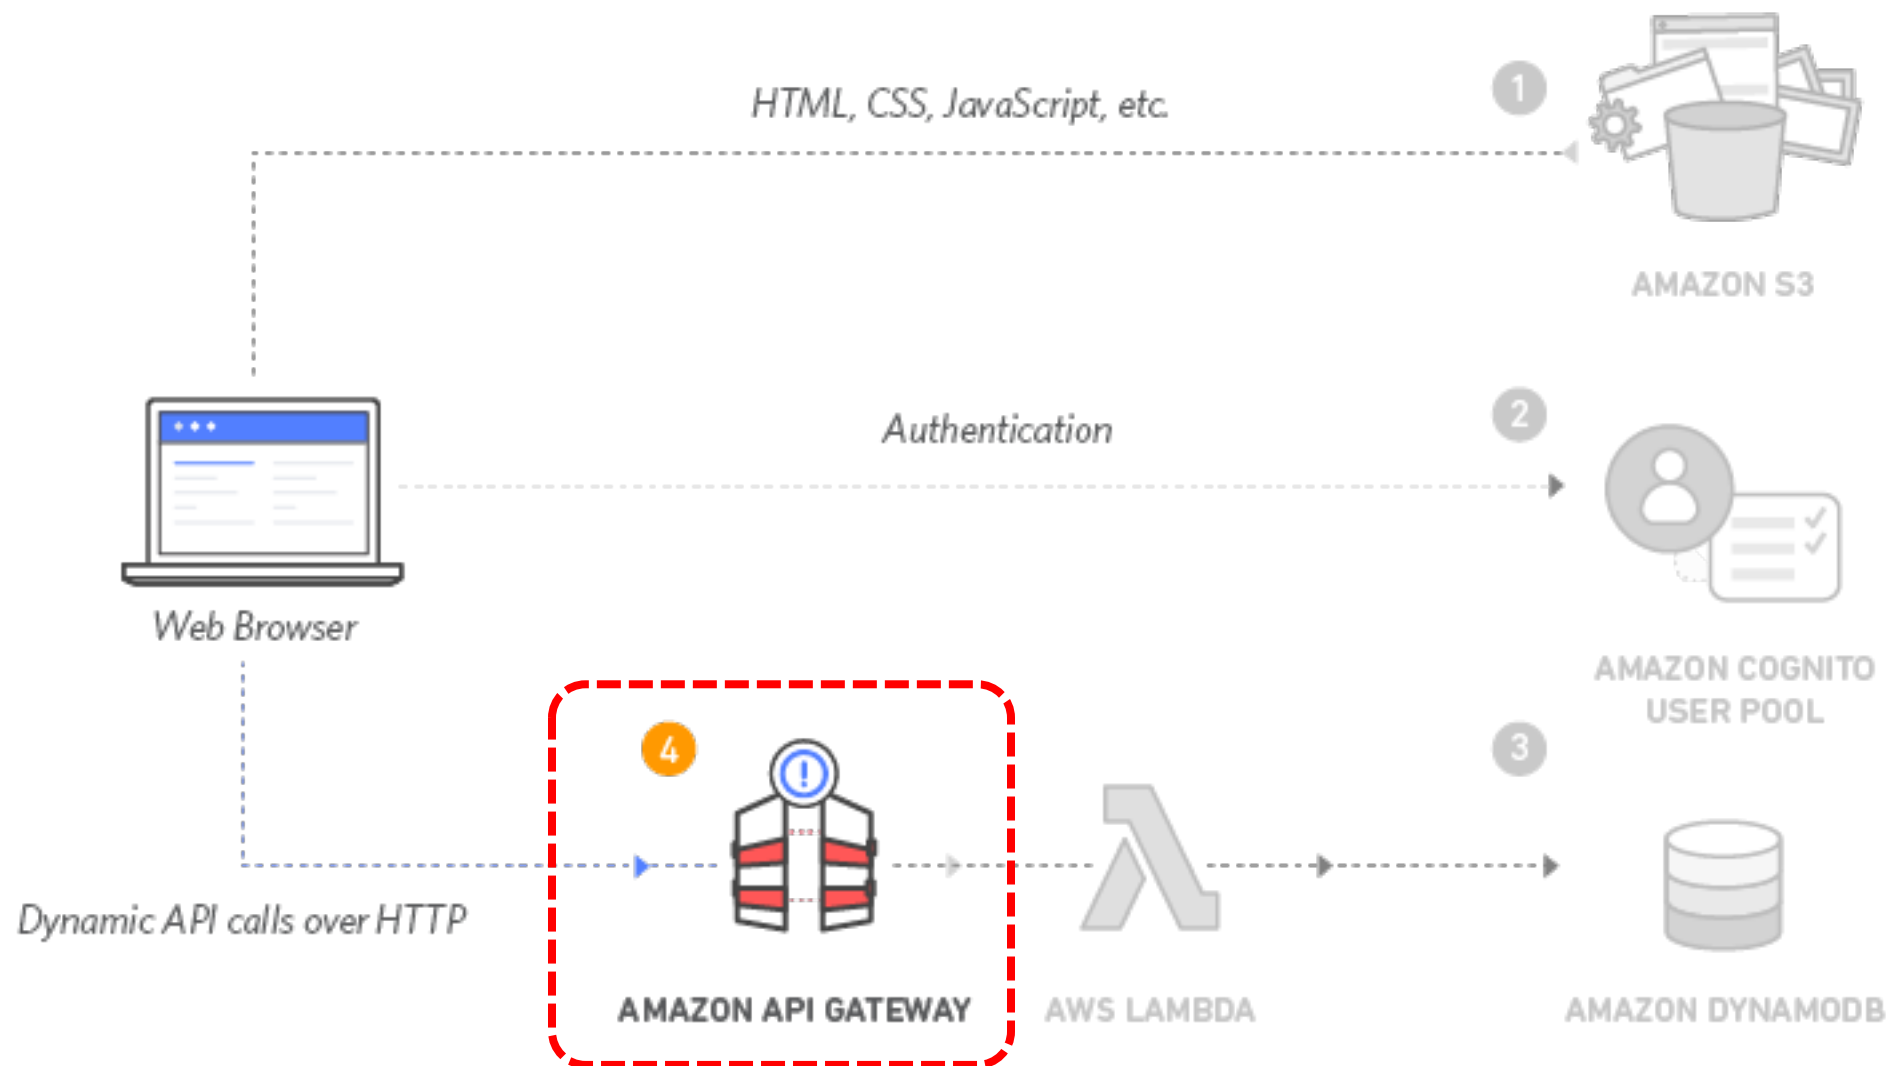 HTML, CSS, JavaScript, etc.
1
AMAZON S3
Authentication
2
Web Browser
AMAZON COGNITO
USER POOL
4
3
Dynamic API calls over HTTP
AMAZON API GATEWAY
AWS LAMBDA
AMAZON DYNAMODB